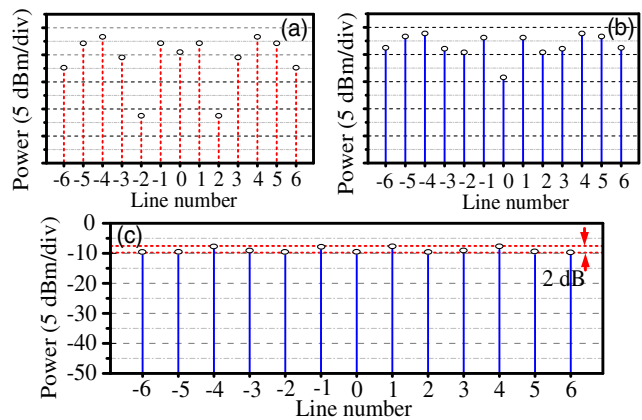 (a)
Power (5 dBm/div)
-6 -5 -4 -3 -2 -1 0 1 2 3 4 5 6
Line number
(b)
Power (5 dBm/div)
-6 -5 -4 -3 -2 -1 0 1 2 3 4 5 6
Line number
(c)
Power (5 dBm/div)
0
-10
-20
-30
-40
-50
2 dB
-6 -5 -4 -3 -2 -1 0 1 2 3 4 5 6
Line number